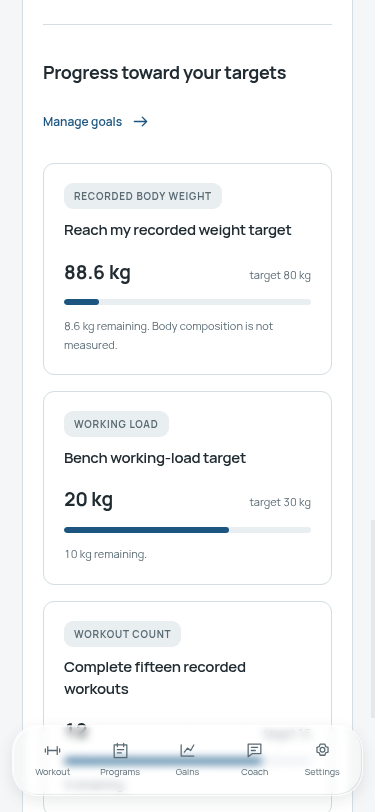 Progress toward your targets
Manage goals
RECORDED BODY WEIGHT
Reach my recorded weight target
88.6 kg
target 80 kg
8.6 kg remaining. Body composition is not
measured.
WORKING LOAD
Bench working-load target
20 kg
target 30 kg
10 kg remaining.
WORKOUT COUNT
Complete fifteen recorded
workouts
Workout
Programs
Gains
Coach
Settings